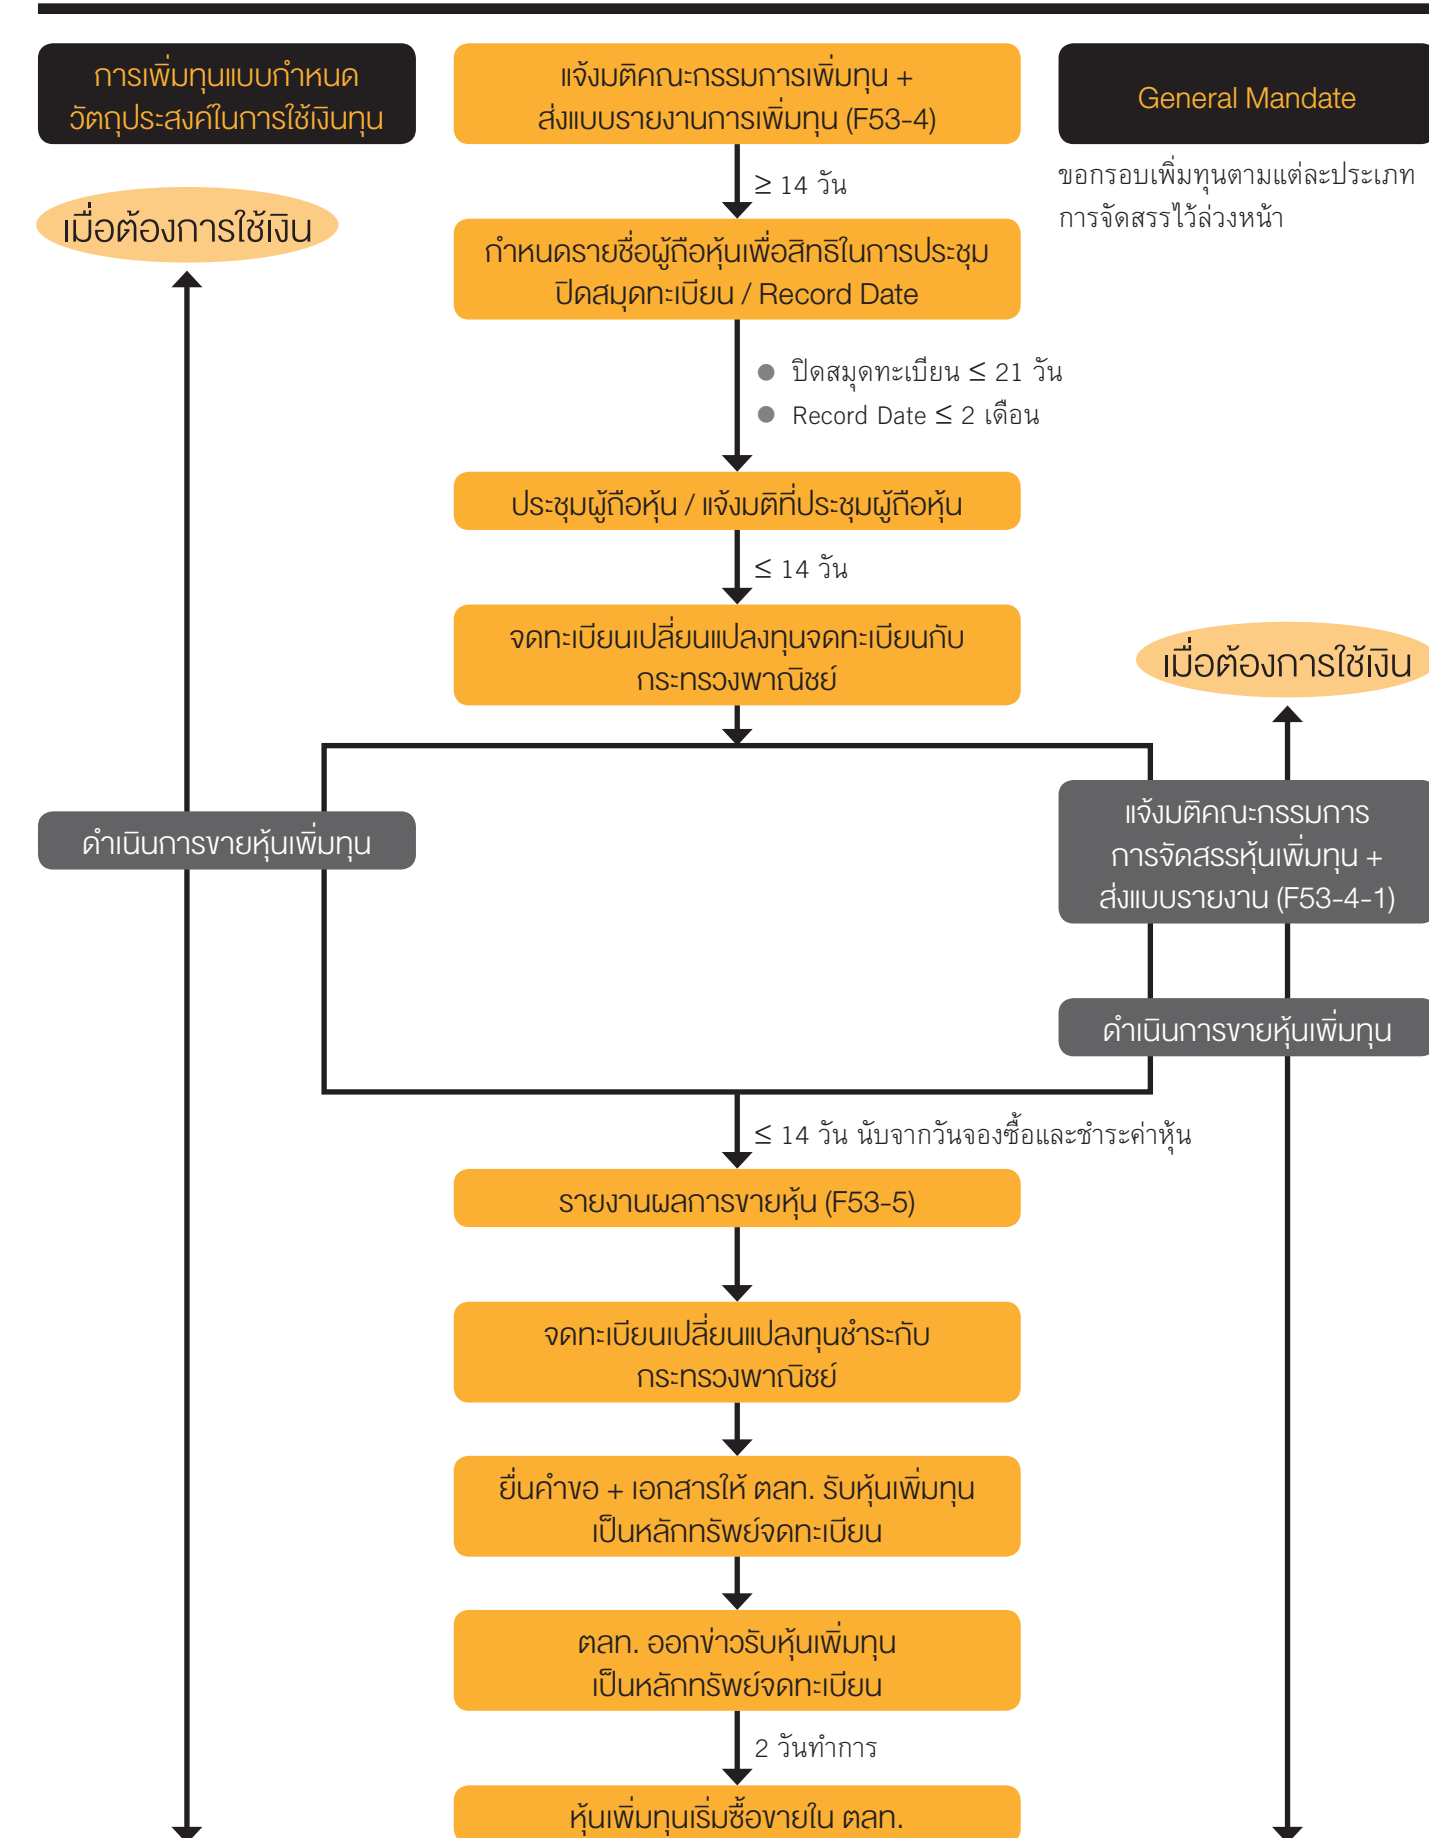 การเพิ่มทุนแบบกำหนด
วัตถุประสงค์ในการใช้เงินทุน
แจ้งมติคณะกรรมการเพิ่มทุน +
ส่งแบบรายงานการเพิ่มทุน (F53-4)
General Mandate
≥ 14 วัน
ขอกรอบเพิ่มทุนตามแต่ละประเภท
การจัดสรรไว้ล่วงหน้า
เมื่อต้องการใช้เงิน
กำหนดรายชื่อผู้ถือหุ้นเพื่อสิทธิในการประชุม
ปิดสมุดทะเบียน / Record Date
● ปิดสมุดทะเบียน ≤ 21 วัน
● Record Date ≤ 2 เดือน
ประชุมผู้ถือหุ้น / แจ้งมติที่ประชุมผู้ถือหุ้น
≤ 14 วัน
จดทะเบียนเปลี่ยนแปลงทุนจดทะเบียนกับ
กระทรวงพาณิชย์
เมื่อต้องการใช้เงิน
ดำเนินการขายหุ้นเพิ่มทุน
แจ้งมติคณะกรรมการ
การจัดสรรหุ้นเพิ่มทุน +
ส่งแบบรายงาน (F53-4-1)
ดำเนินการขายหุ้นเพิ่มทุน
≤ 14 วัน นับจากวันจองซื้อและชำระค่าหุ้น
รายงานผลการขายหุ้น (F53-5)
จดทะเบียนเปลี่ยนแปลงทุนชำระกับ
กระทรวงพาณิชย์
ยื่นคำขอ + เอกสารให้ ตลท. รับหุ้นเพิ่มทุน
เป็นหลักทรัพย์จดทะเบียน
ตลท. ออกข่าวรับหุ้นเพิ่มทุน
เป็นหลักทรัพย์จดทะเบียน
2 วันทำการ
หุ้นเพิ่มทุนเริ่มซื้อขายใน ตลท.